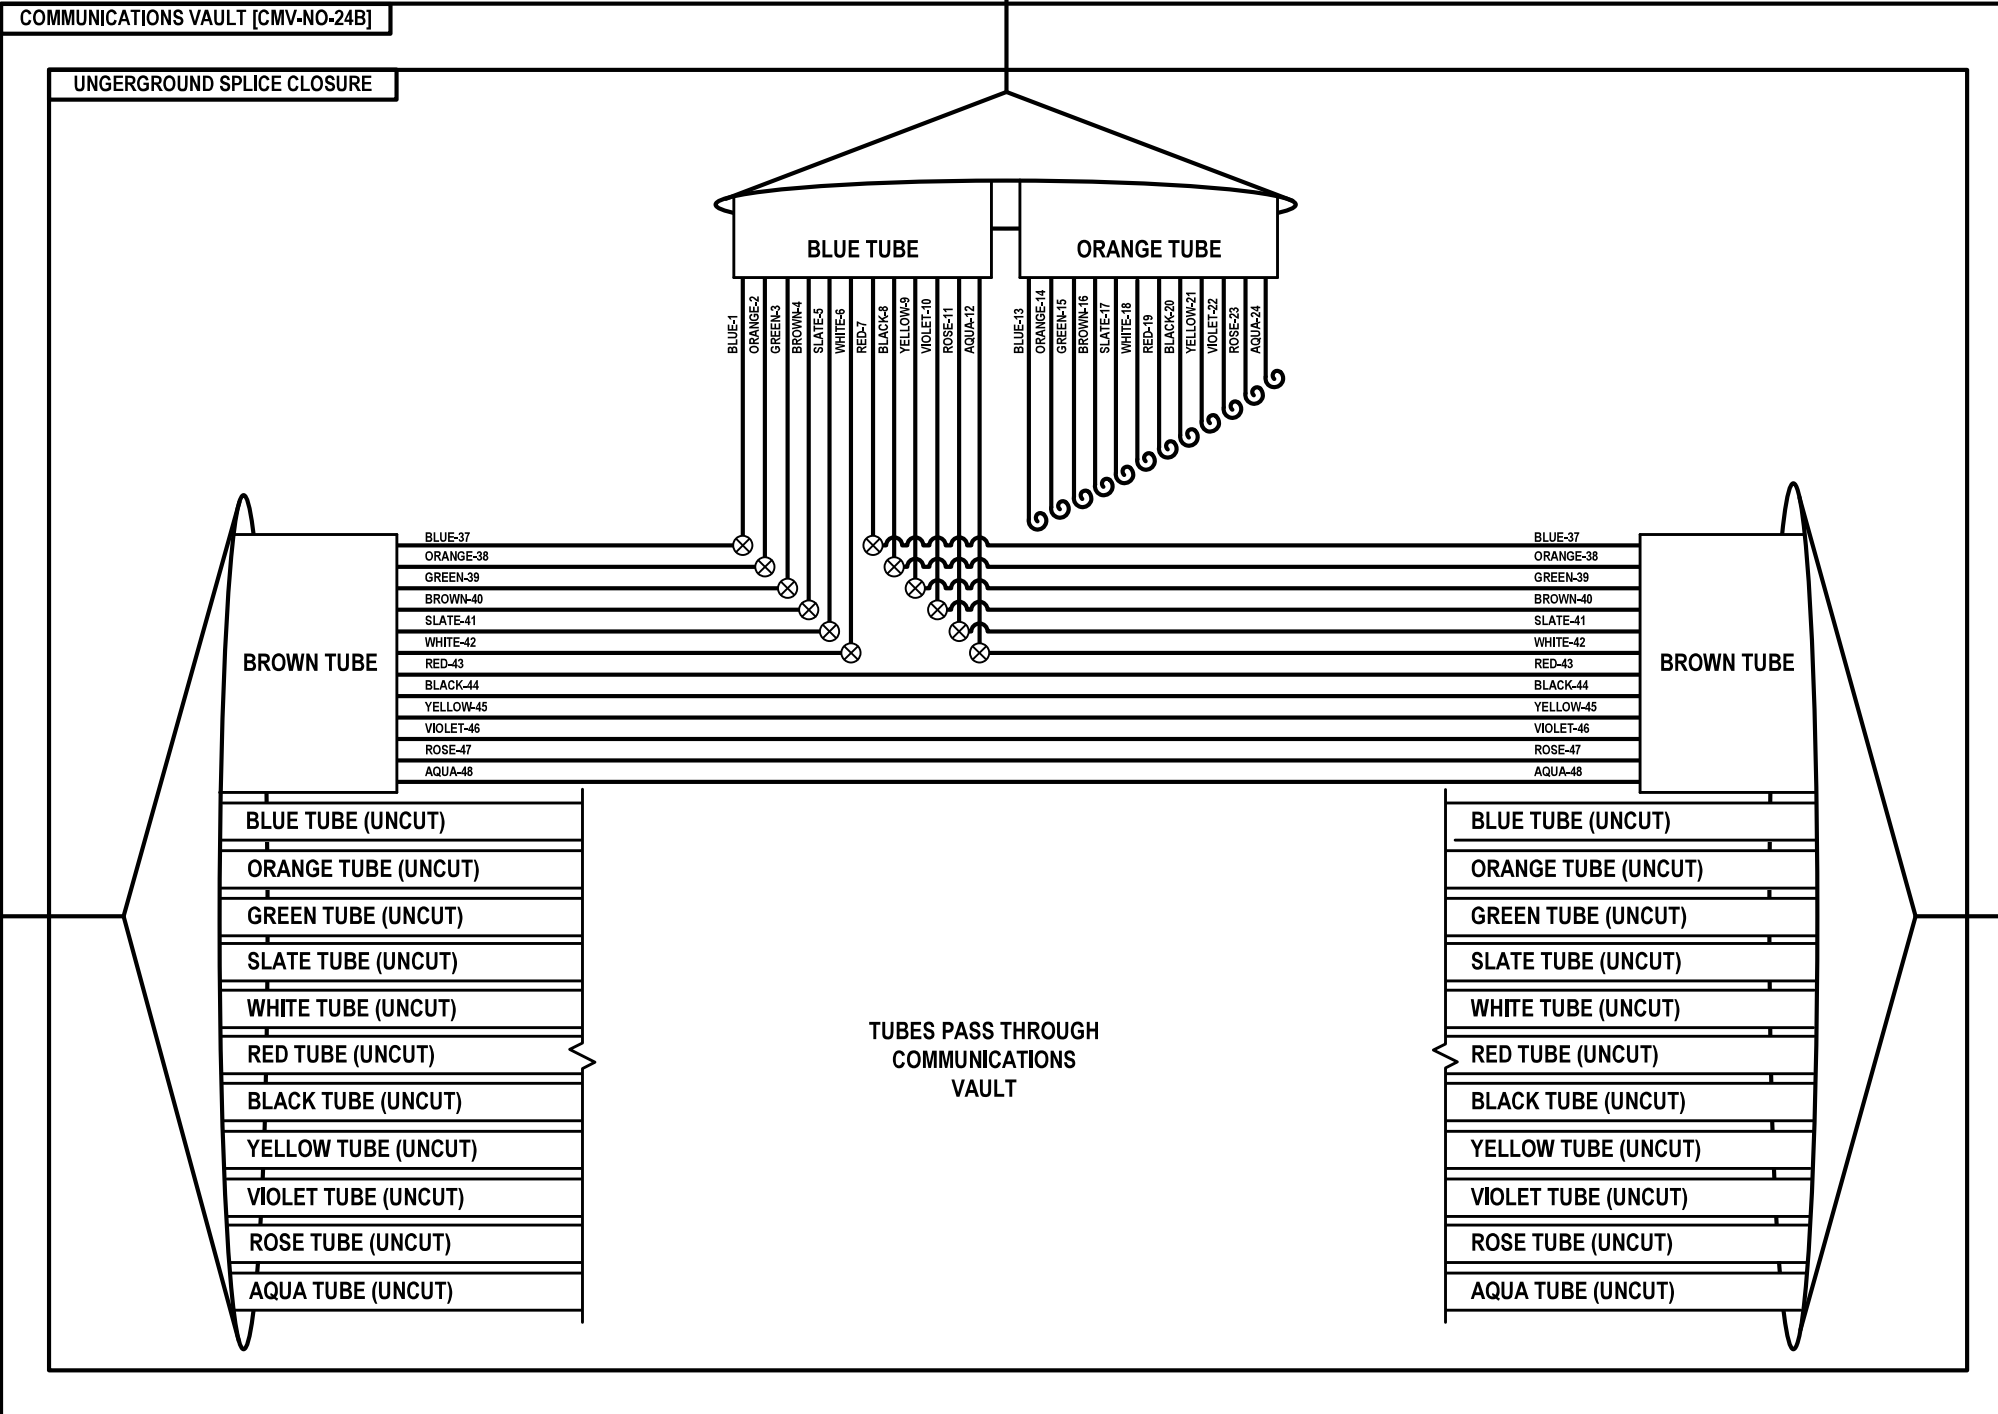 COMMUNICATIONS VAULT [CMV-NO-24B]
UNGERGROUND SPLICE CLOSURE
BLUE TUBE
ORANGE TUBE
BLUE-1
ORANGE-2
GREEN-3
BROWN-4
SLATE-5
WHITE-6
RED-7
BLACK-8
YELLOW-9
VIOLET-10
ROSE-11
AQUA-12
BLUE-13
ORANGE-14
GREEN-15
BROWN-16
SLATE-17
WHITE-18
RED-19
BLACK-20
YELLOW-21
VIOLET-22
ROSE-23
AQUA-24
BROWN TUBE
BLUE-37
ORANGE-38
GREEN-39
BROWN-40
SLATE-41
WHITE-42
RED-43
BLACK-44
YELLOW-45
VIOLET-46
ROSE-47
AQUA-48
BLUE-37
ORANGE-38
GREEN-39
BROWN-40
SLATE-41
WHITE-42
RED-43
BLACK-44
YELLOW-45
VIOLET-46
ROSE-47
AQUA-48
BROWN TUBE
BLUE TUBE (UNCUT)
ORANGE TUBE (UNCUT)
GREEN TUBE (UNCUT)
SLATE TUBE (UNCUT)
WHITE TUBE (UNCUT)
RED TUBE (UNCUT)
BLACK TUBE (UNCUT)
YELLOW TUBE (UNCUT)
VIOLET TUBE (UNCUT)
ROSE TUBE (UNCUT)
AQUA TUBE (UNCUT)
TUBES PASS THROUGH
COMMUNICATIONS
VAULT
BLUE TUBE (UNCUT)
ORANGE TUBE (UNCUT)
GREEN TUBE (UNCUT)
SLATE TUBE (UNCUT)
WHITE TUBE (UNCUT)
RED TUBE (UNCUT)
BLACK TUBE (UNCUT)
YELLOW TUBE (UNCUT)
VIOLET TUBE (UNCUT)
ROSE TUBE (UNCUT)
AQUA TUBE (UNCUT)